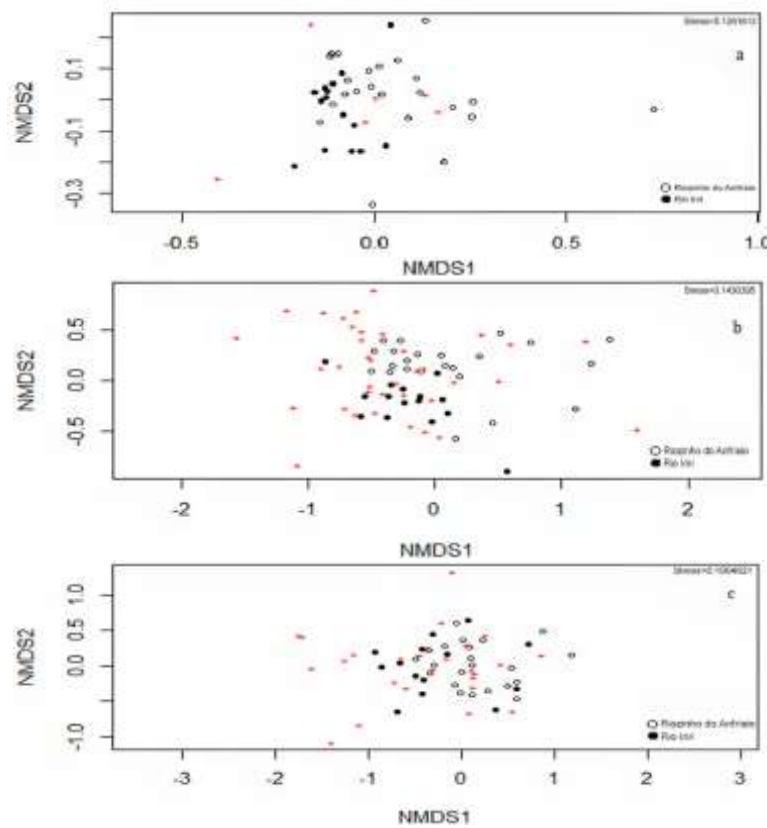 Stress=0.1261613
a
NMDS2
0.1
-0.1
-0.3
Riozinho do Anfrísio
Rio Iriri
-0.5 0.0 0.5 1.0
NMDS1
b
NMDS2
0.5
0.0
-0.5
Riozinho do Anfrísio
Rio Iriri
-2 -1 0 1 2
NMDS1
c
NMDS2
1.0
0.5
0.0
-1.0
Riozinho do Anfrísio
Rio Iriri
-3 -2 -1 0 1 2 3
NMDS1